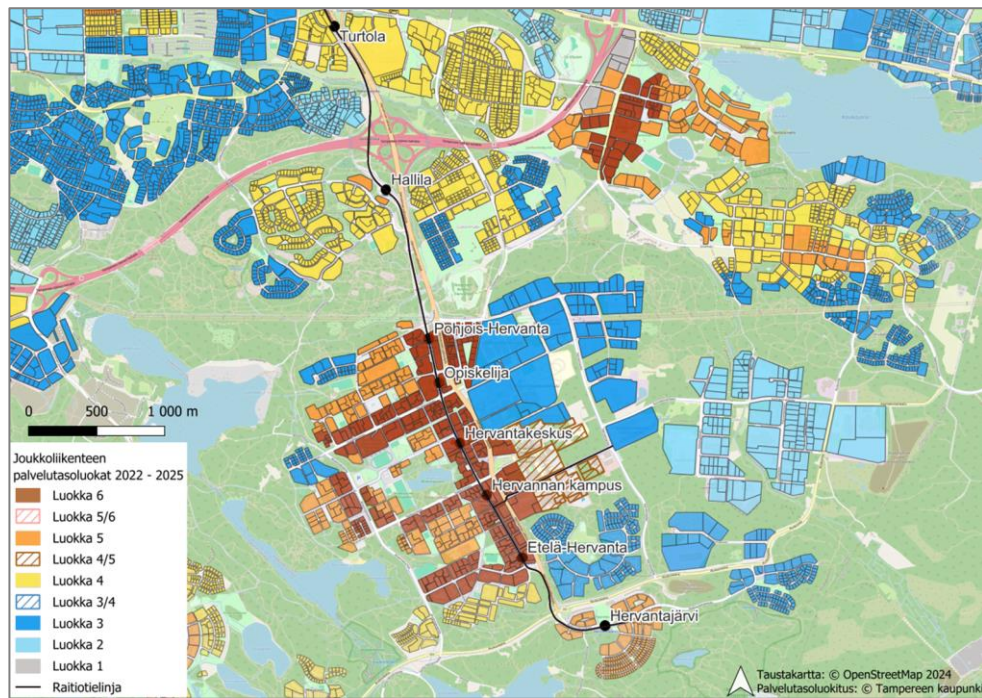 Turtola
Hallila
Pohjois-Hervanta
Opiskelija
Hervantakeskus
Hervannan kampus
Etelä-Hervanta
Hervantajärvi
0 500 1 000 m
Joukkoliikenteen
palvelutasoluokat 2022 - 2025
Luokka 6
Luokka 5/6
Luokka 5
Luokka 4/5
Luokka 4
Luokka 3/4
Luokka 3
Luokka 2
Luokka 1
Raitiotielinja
Taustakartta: © OpenStreetMap 2024
Palvelutasoluokitus: © Tampereen kaupunki